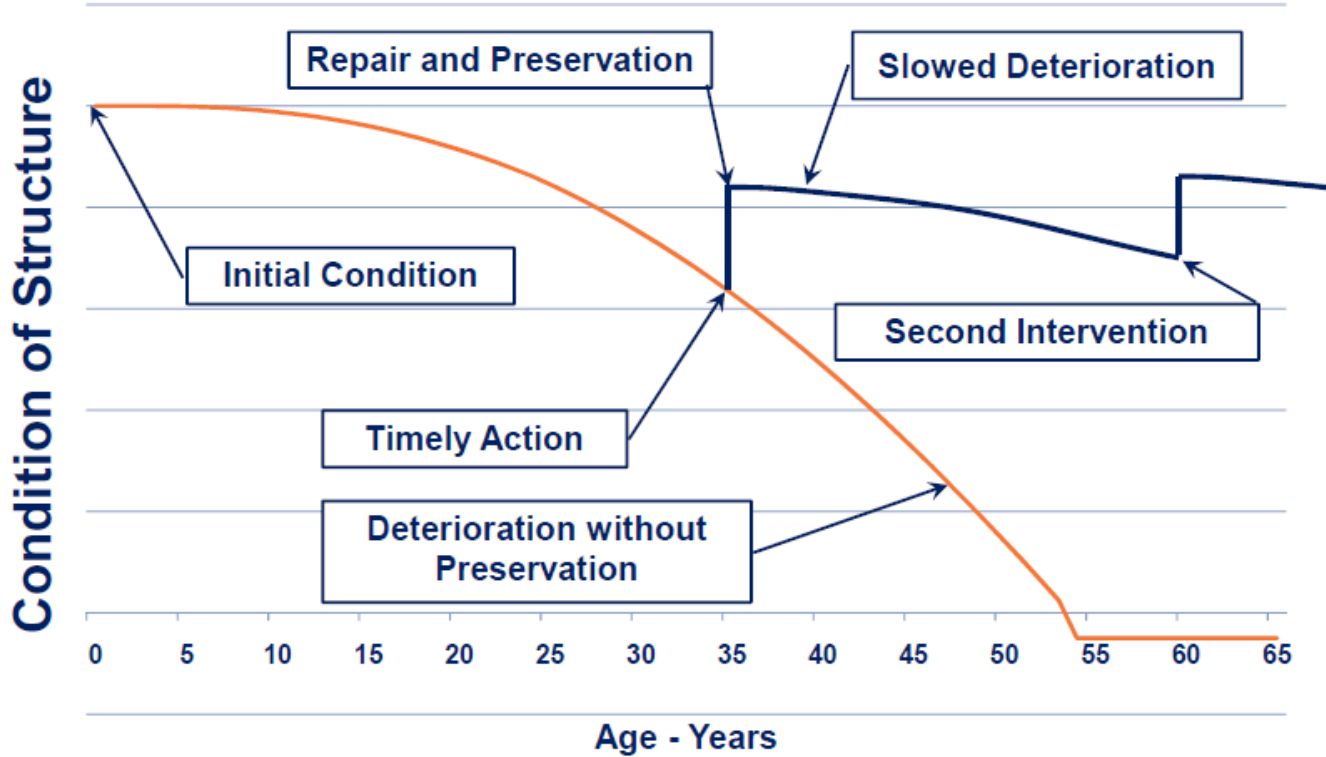 Condition of Structure
Repair and Preservation
Slowed Deterioration
Initial Condition
Second Intervention
Timely Action
Deterioration without
Preservation
0 5 10 15 20 25 30 35 40 45 50 55 60 65
Age - Years